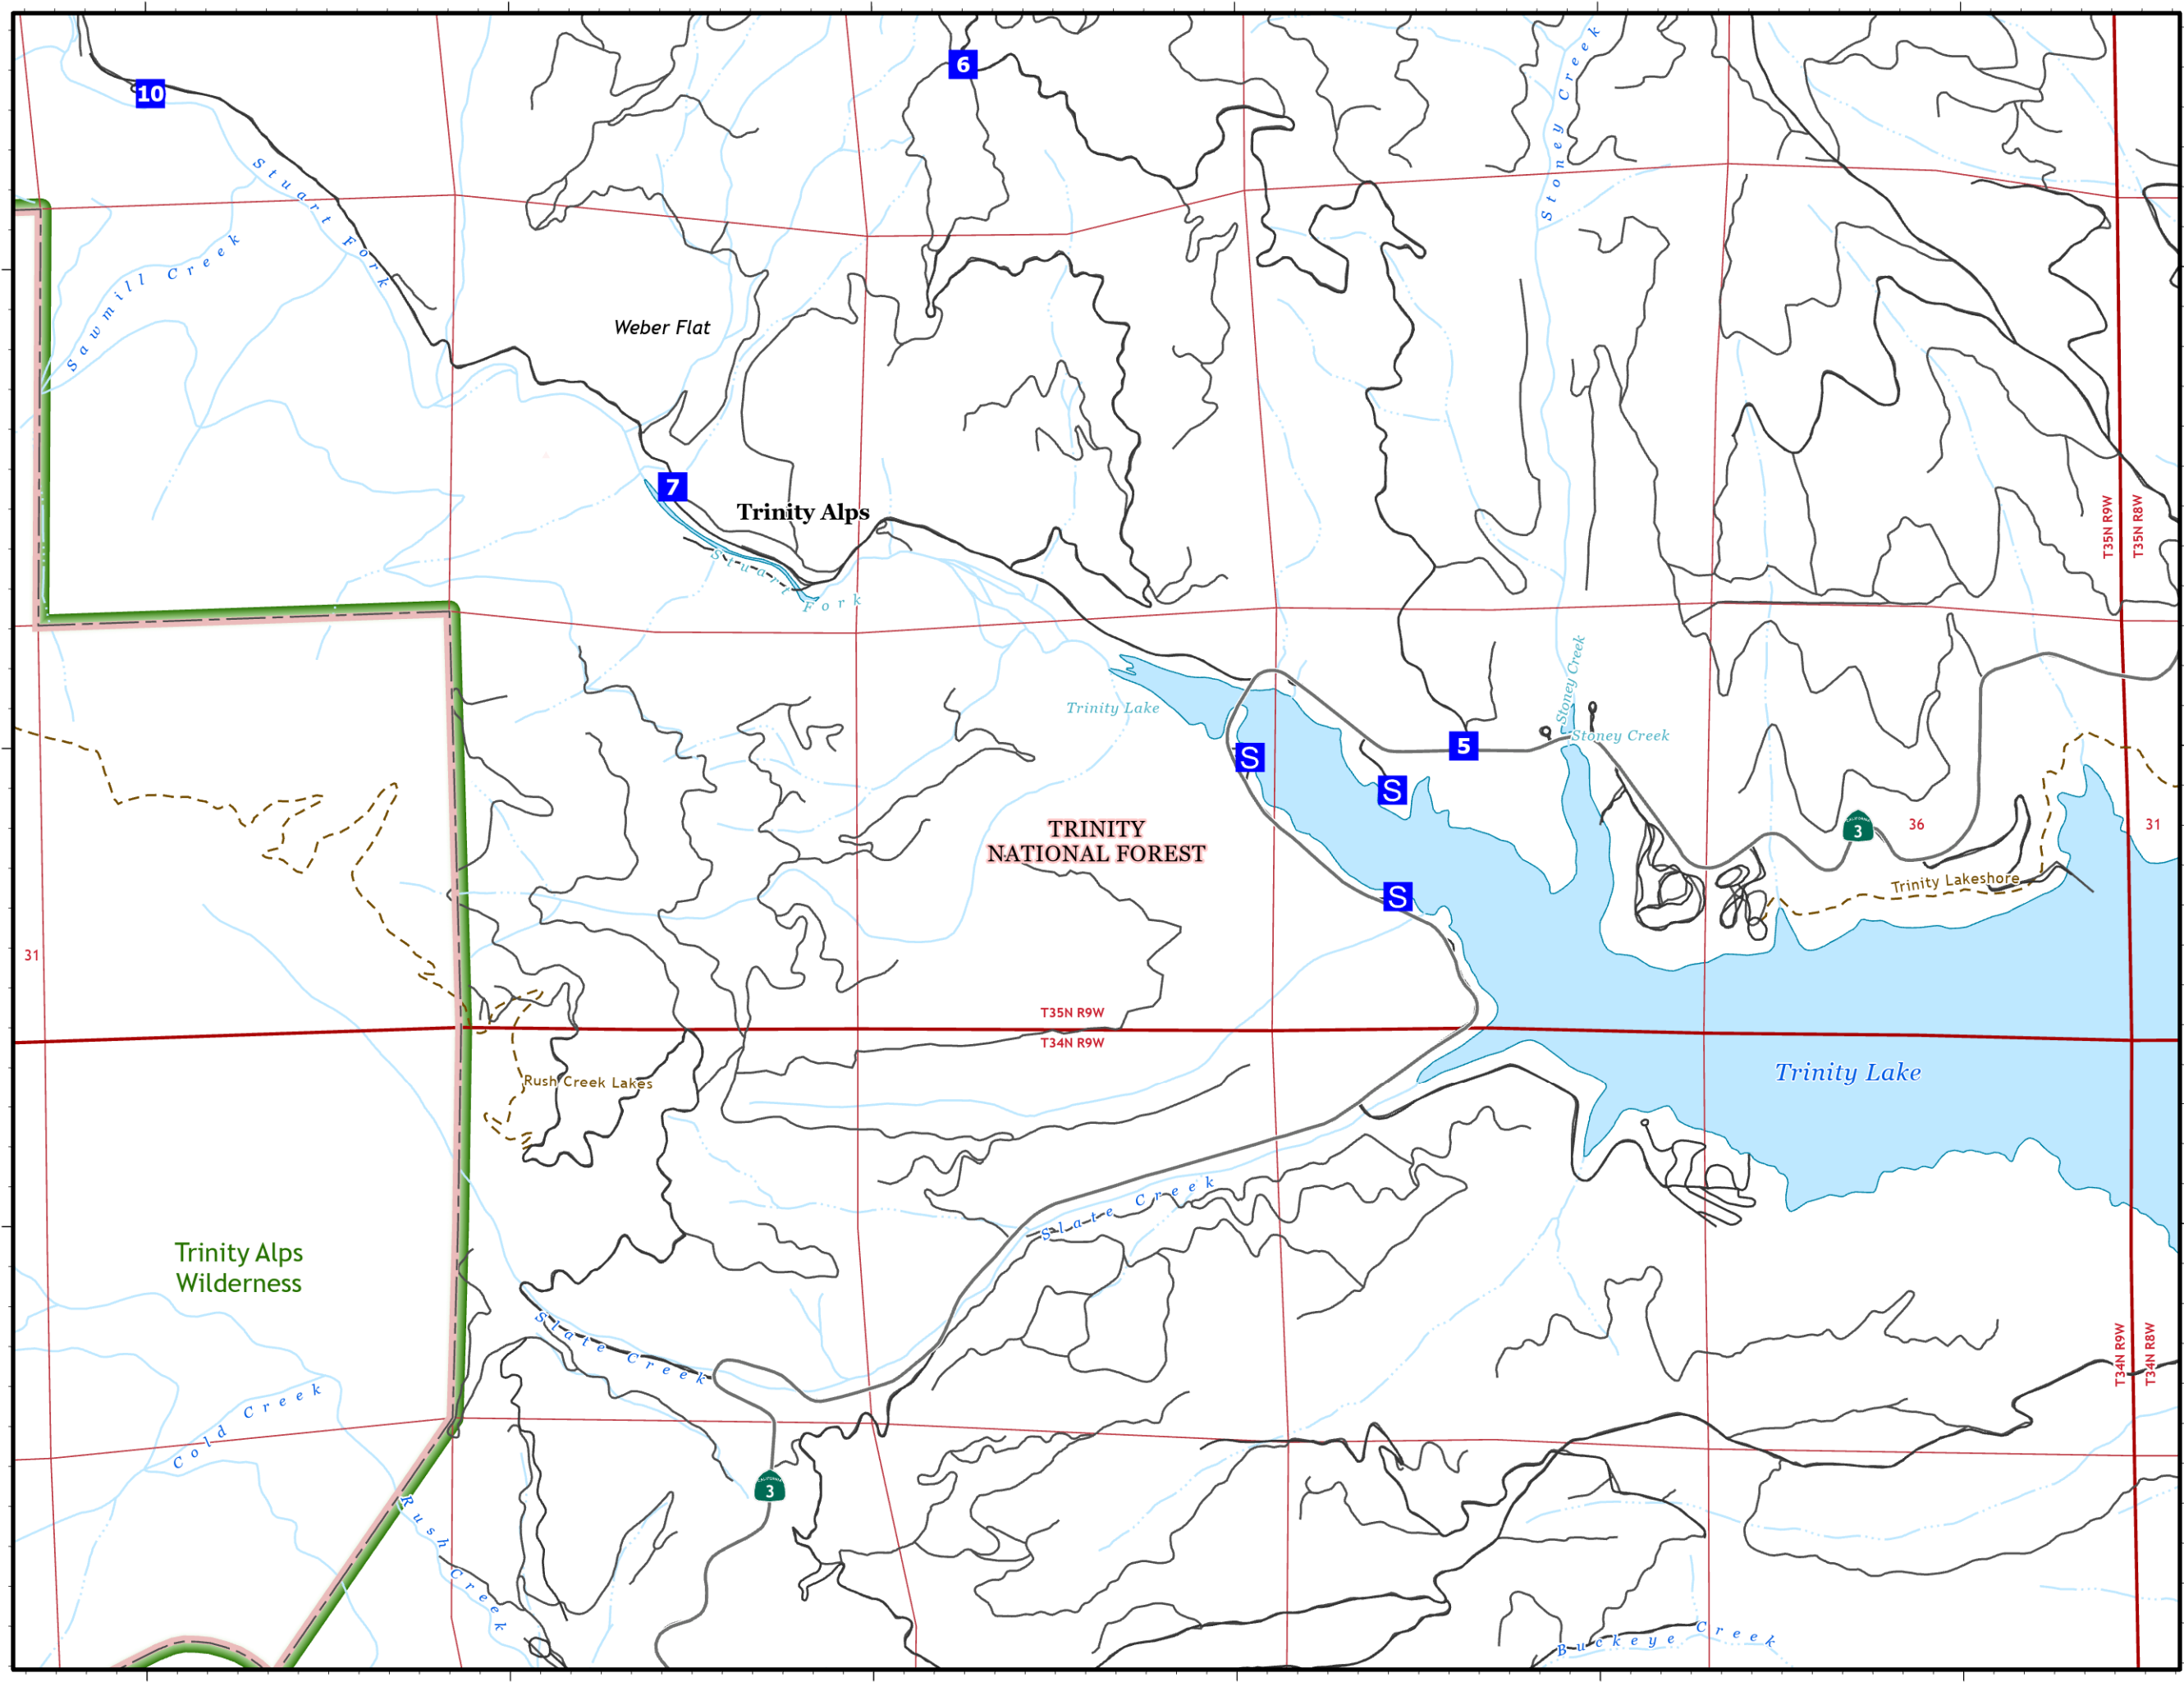 6
10
Stoney Creek
Stuart Fork
Sawmill Creek
Weber Flat
7
Trinity Alps
Stuart Fork
T35N R9W
T35N R8W
Stoney Creek
Trinity Lake
Stoney Creek
5
S
S
CALIFORNIA
3
36
31
TRINITY
NATIONAL FOREST
Trinity Lakeshore
S
31
T35N R9W
T34N R9W
Trinity Lake
Rush Creek Lakes
Slate Creek
Trinity Alps
Wilderness
Slate Creek
T34N R9W
T34N R8W
Cold Creek
CALIFORNIA
3
Rush Creek
Buckeye Creek